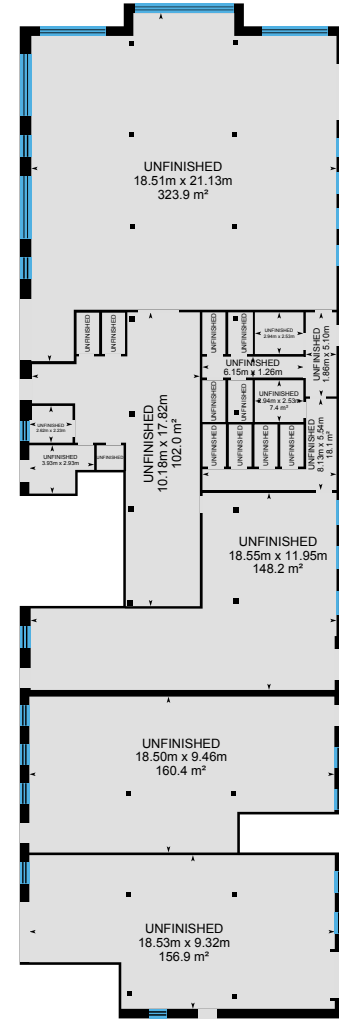 UNFINISHED
18.51m x 21.13m
323.9 m²
UNFINISHED
UNFINISHED
UNFINISHED
UNFINISHED
UNFINISHED
2.94m x 2.53m
UNFINISHED
1.86m x 5.10m
UNFINISHED
6.15m x 1.26m
UNFINISHED
10.18m x 17.82m
102.0 m²
UNFINISHED
UNFINISHED
UNFINISHED
2.94m x 2.53m
7.4 m²
UNFINISHED
2.62m x 2.23m
UNFINISHED
3.93m x 2.93m
UNFINISHED
UNFINISHED
UNFINISHED
UNFINISHED
UNFINISHED
UNFINISHED
8.13m x 5.54m
18.1 m²
UNFINISHED
18.55m x 11.95m
148.2 m²
UNFINISHED
18.50m x 9.46m
160.4 m²
UNFINISHED
18.53m x 9.32m
156.9 m²